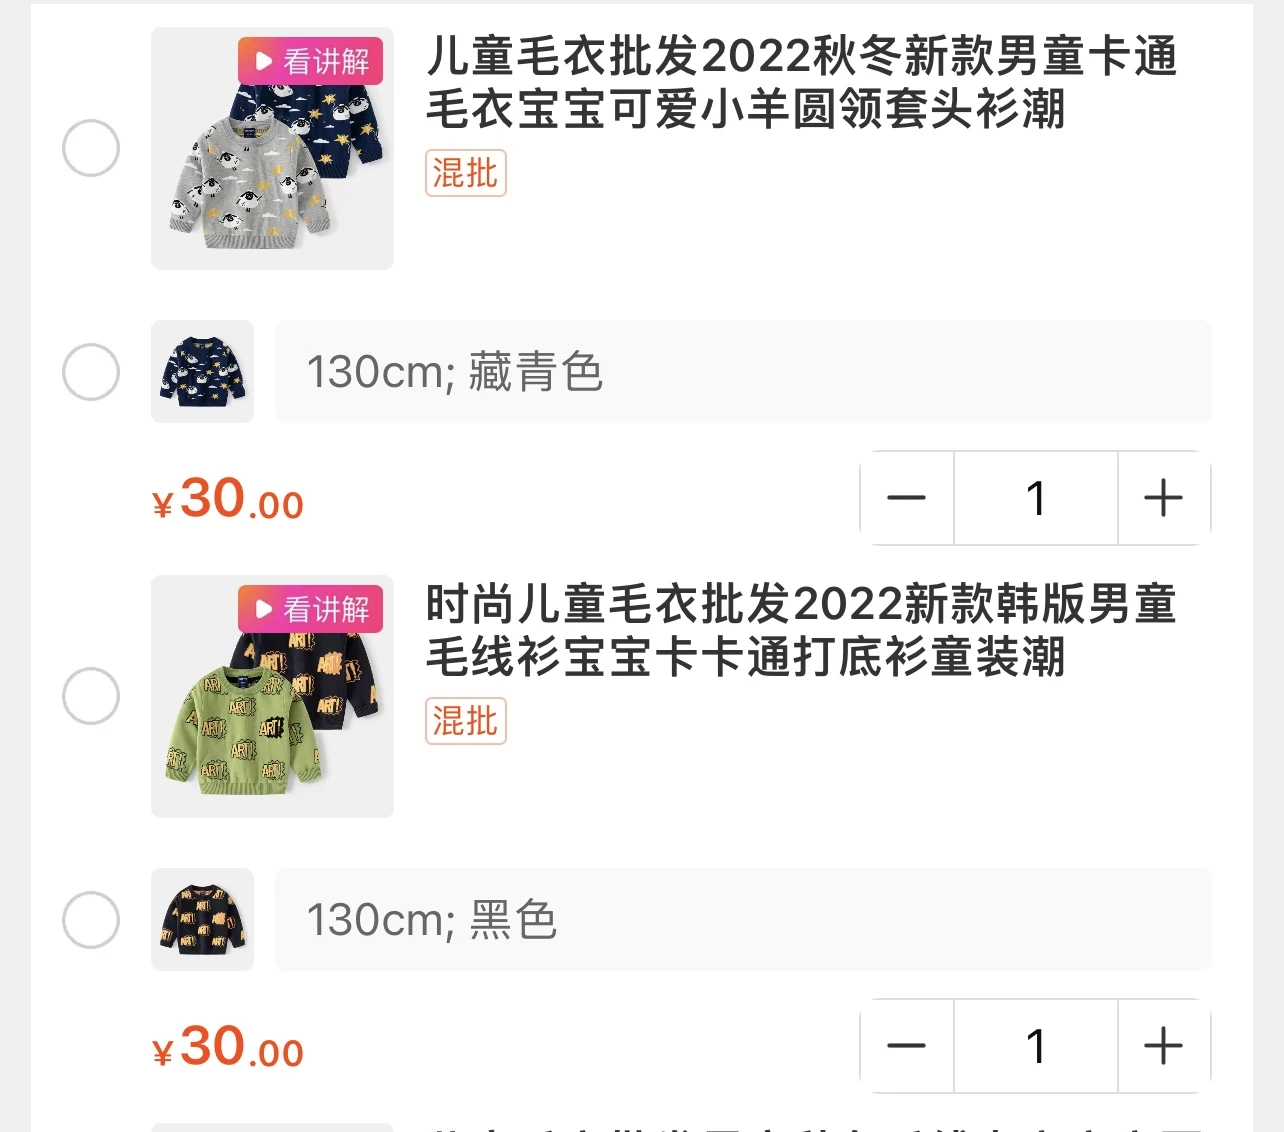 看讲解
儿童毛衣批发2022秋冬新款男童卡通
毛衣宝宝可爱小羊圆领套头衫潮
混批
130cm; 藏青色
¥30.00
1
看讲解
时尚儿童毛衣批发2022新款韩版男童
毛线衫宝宝卡卡通打底衫童装潮
混批
ART!
130cm; 黑色
¥30.00
1